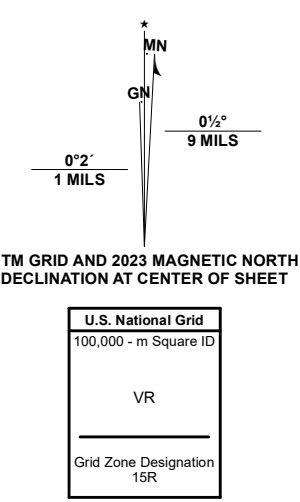 ★
MN
GN
0½°
9 MILS
0°2´
1 MILS
TM GRID AND 2023 MAGNETIC NORTH
DECLINATION AT CENTER OF SHEET
U.S. National Grid
100,000 - m Square ID
VR
Grid Zone Designation
15R